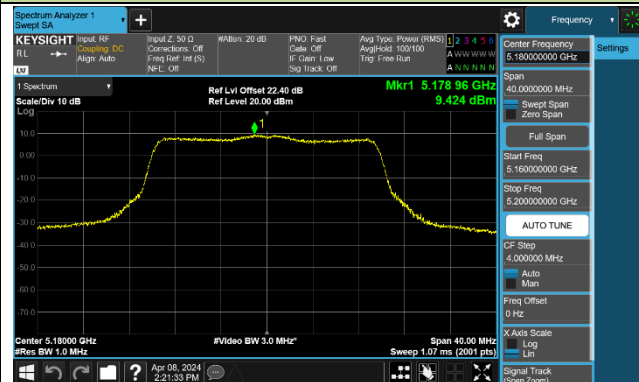 Spectrum Analyzer 1
Swept SA
Frequency
KEYSIGHT
RL
LXI
Input: RF
Coupling: DC
Align: Auto
Input Z: 50 Ω
Corrections: Off
Freq Ref: Int (S)
NFE: Off
#Atten: 20 dB
PNO: Fast
Gate: Off
IF Gain: Low
Sig Track: Off
Avg Type: Power (RMS)
Avg|Hold: 100/100
Trig: Free Run
1 2 3 4 5 6
A W W W W W
A N N N N N
1 Spectrum
Scale/Div 10 dB
Log
Ref Lvl Offset 22.40 dB
Ref Level 20.00 dBm
Mkr1 5.178 96 GHz
9.424 dBm
1
10.0
0.00
-10.0
-20.0
-30.0
-40.0
-50.0
-60.0
-70.0
Center 5.18000 GHz
#Res BW 1.0 MHz
#Video BW 3.0 MHz*
Span 40.00 MHz
Sweep 1.07 ms (2001 pts)
Apr 08, 2024
2:21:33 PM
Center Frequency
5.180000000 GHz
Settings
Span
40.0000000 MHz
Swept Span
Zero Span
Full Span
Start Freq
5.160000000 GHz
Stop Freq
5.200000000 GHz
AUTO TUNE
CF Step
4.000000 MHz
Auto
Man
Freq Offset
0 Hz
X Axis Scale
Log
Lin
Signal Track
(Span Zoom)